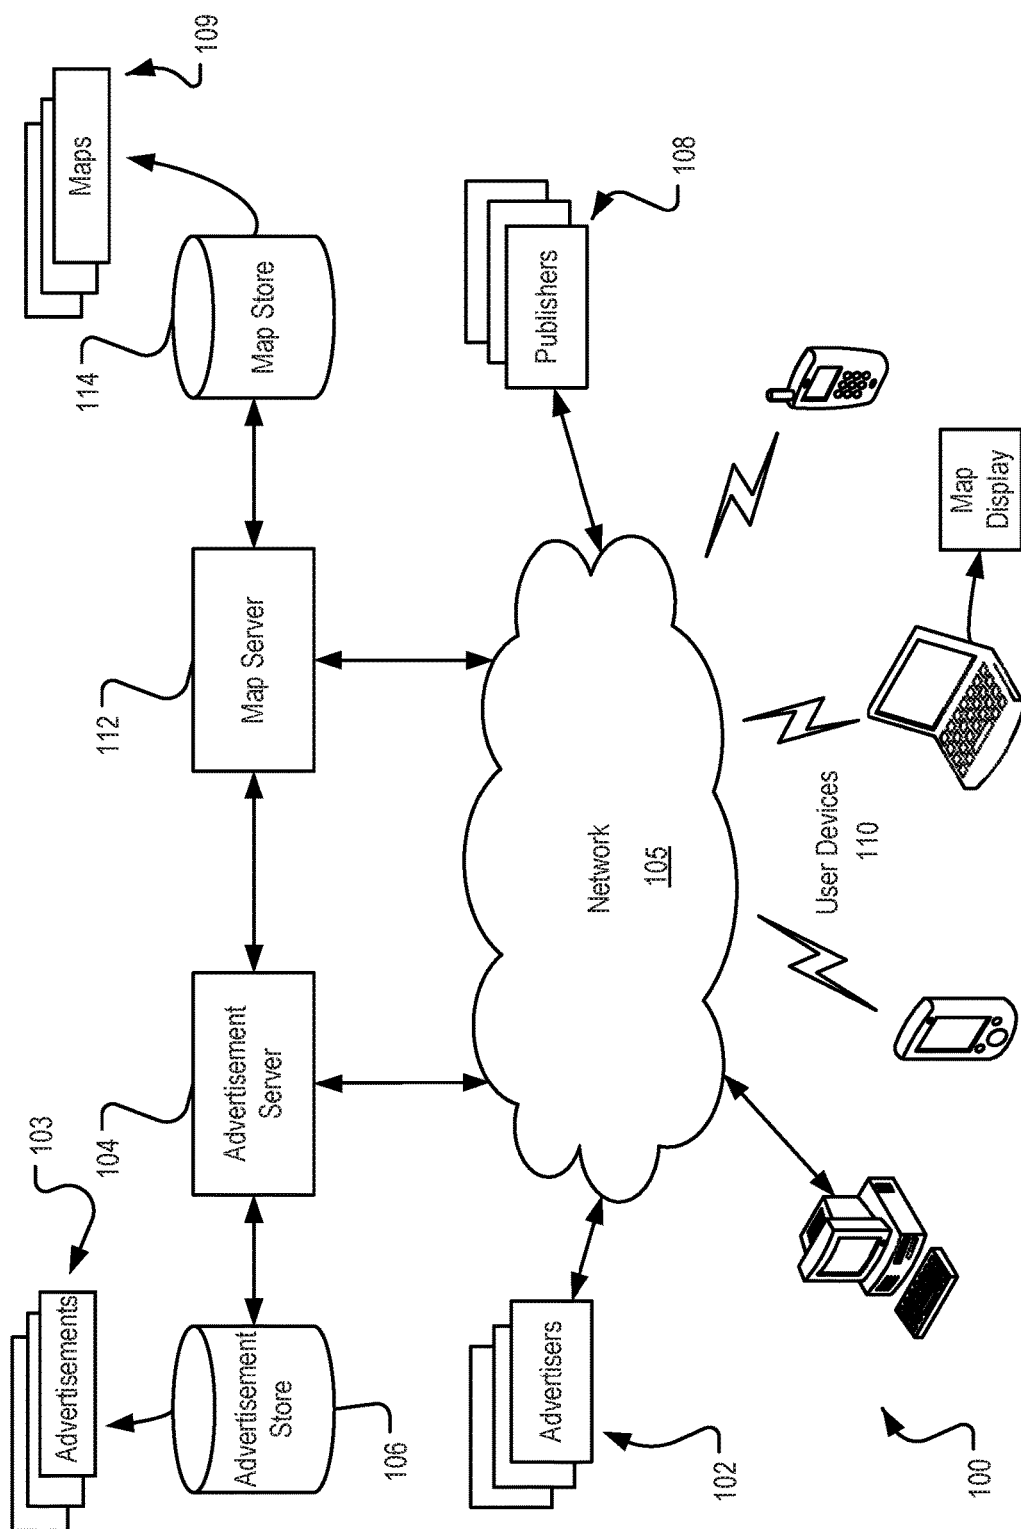 Advertisements
103
Maps
109
104
112
114
Advertisement
Store
106
Advertisement
Server
Map Server
Map Store
Advertisers
102
Network
105
Publishers
108
User Devices
110
Map
Display
100